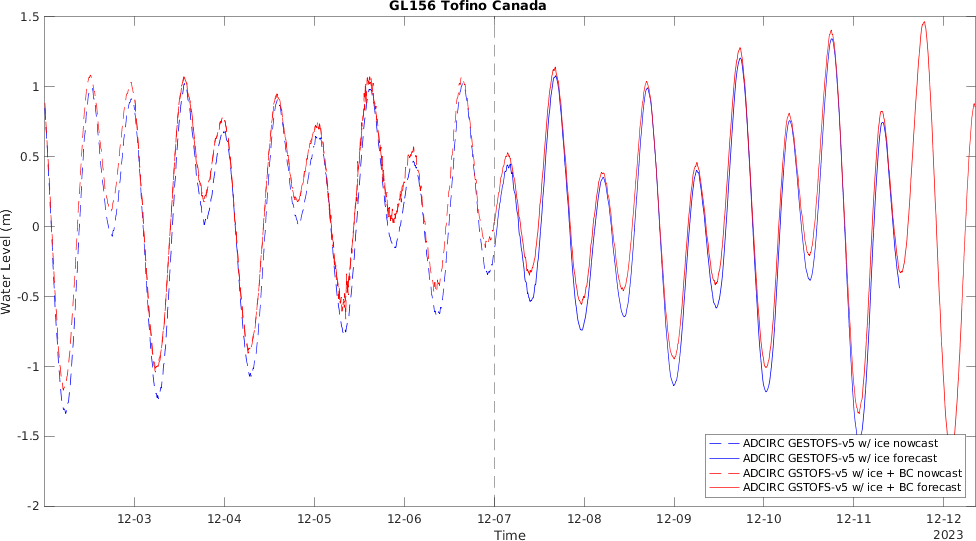 GL156 Tofino Canada
1.5
1
0.5
0
-0.5
-1
-1.5
-2
Water Level (m)
ADCIRC GESTOFS-v5 w/ ice nowcast
ADCIRC GESTOFS-v5 w/ ice forecast
ADCIRC GSTOFS-v5 w/ ice + BC nowcast
ADCIRC GSTOFS-v5 w/ ice + BC forecast
12-03 12-04 12-05 12-06 12-07 12-08 12-09 12-10 12-11 12-12
Time
2023